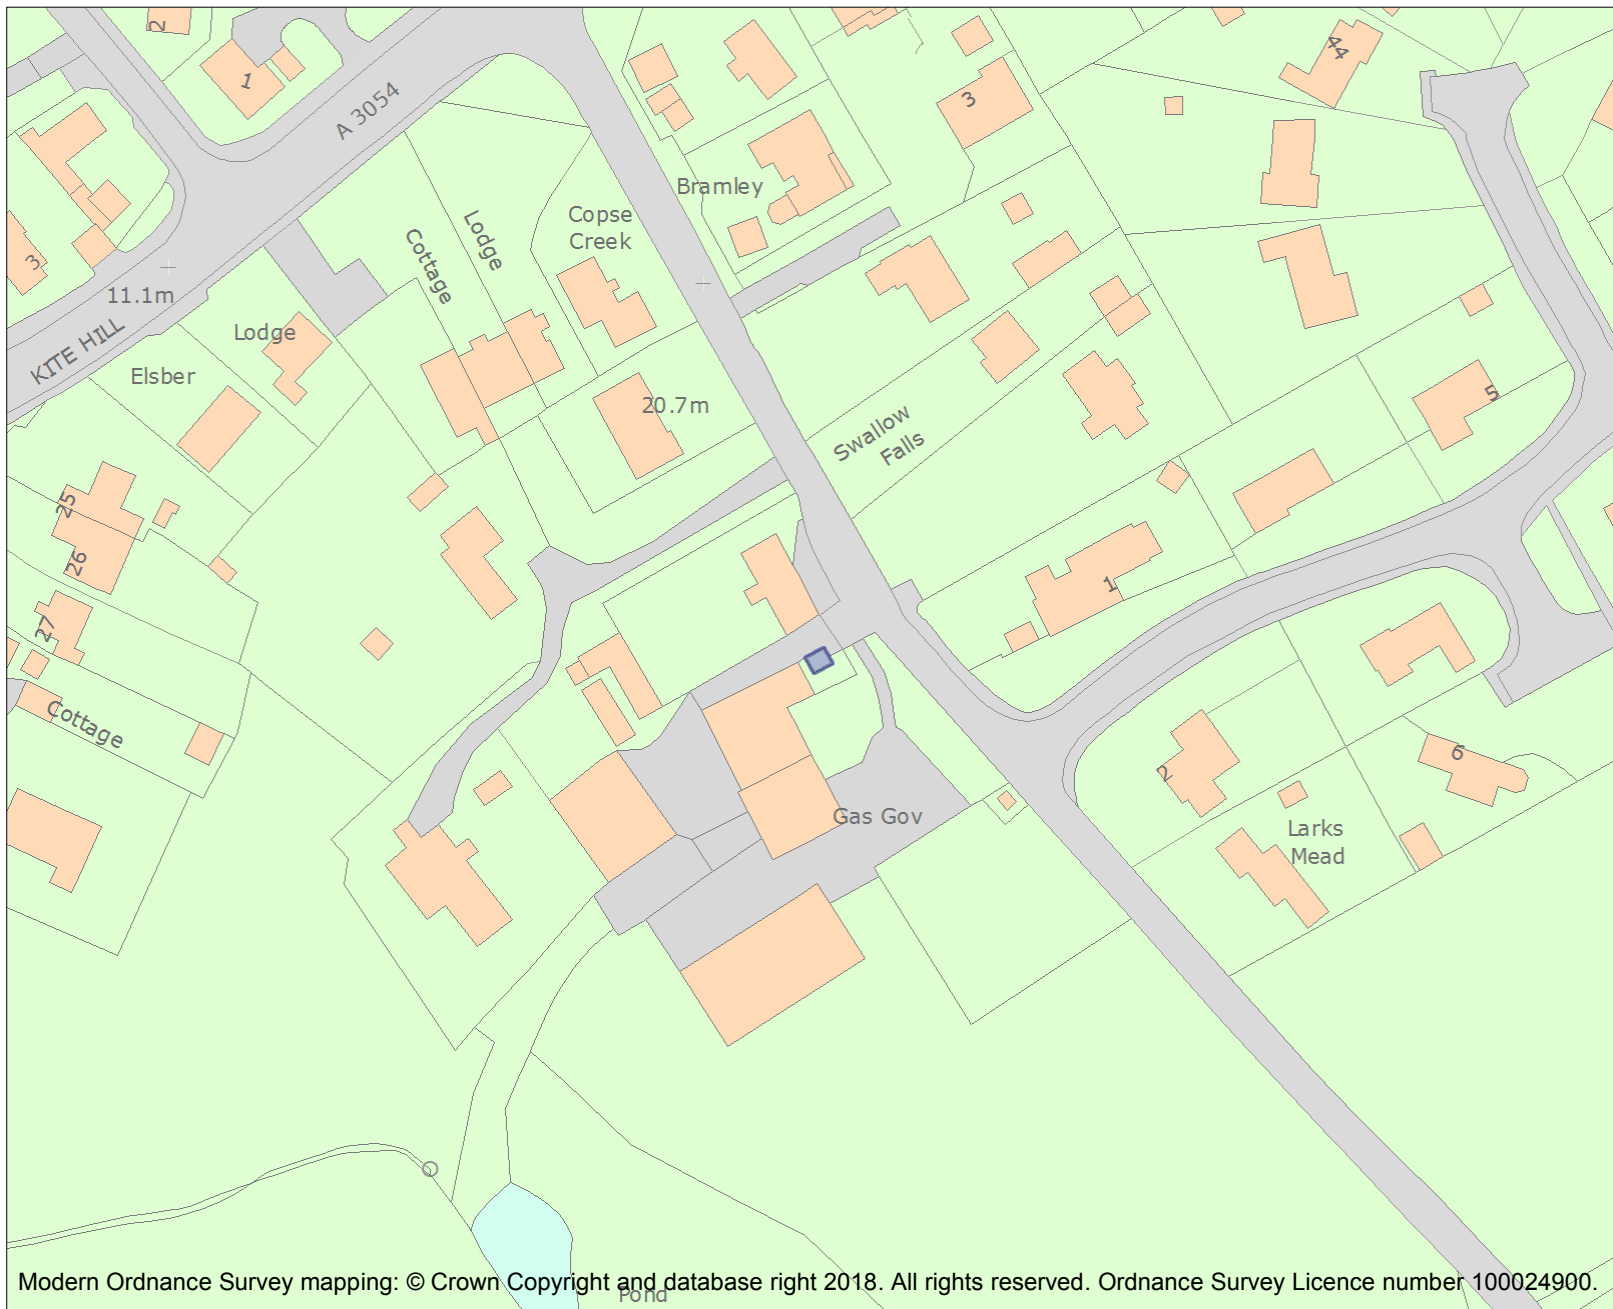 2
1
A 3054
44
3
Bramley
Copse
Creek
Lodge
Cottage
3
11.1m
KITE HILL
Lodge
Elsber
20.7m
Swallow
Falls
5
25
26
27
1
Cottage
2
6
Gas Gov
Larks
Mead
Modern Ordnance Survey mapping: © Crown Copyright and database right 2018. All rights reserved. Ordnance Survey Licence number 100024900.
Pond